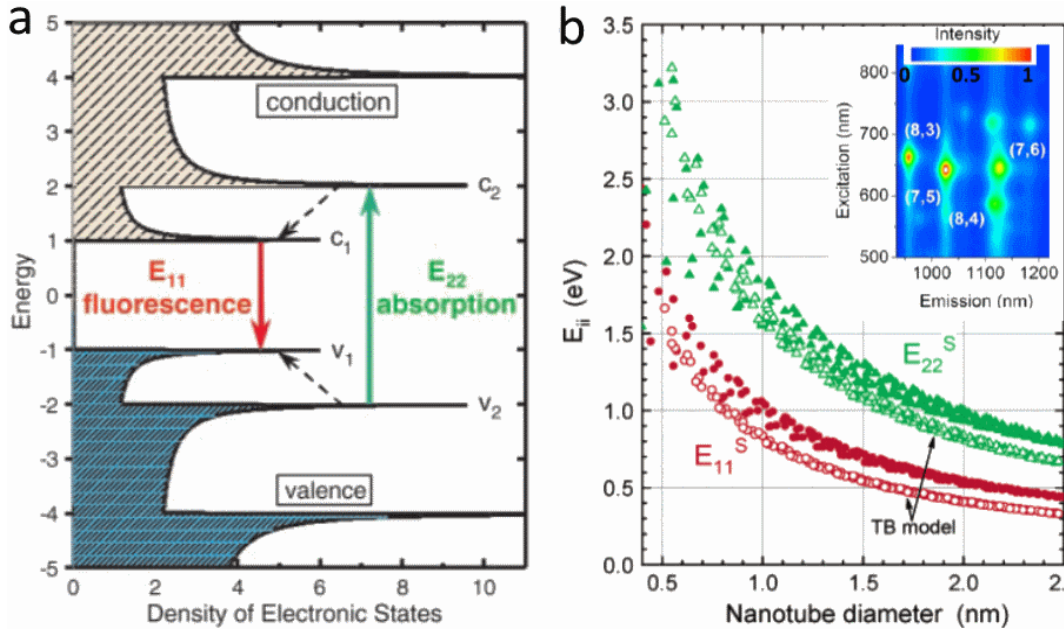 a
5
4
3
2
1
0
-1
-2
-3
-4
-5
Energy
conduction
c2
c1
E11
fluorescence
E22
absorption
v1
v2
valence
0 2 4 6 8 10
Density of Electronic States
b
3.5
3.0
2.5
2.0
1.5
1.0
0.5
0.0
Eii (eV)
Intensity
0 0.5 1
800
700
600
500
Excitation (nm)
(8,3)
(7,6)
(7,5)
(8,4)
1000 1100 1200
Emission (nm)
E22S
E11S
TB model
0.5 1.0 1.5 2.0 2.5
Nanotube diameter (nm)